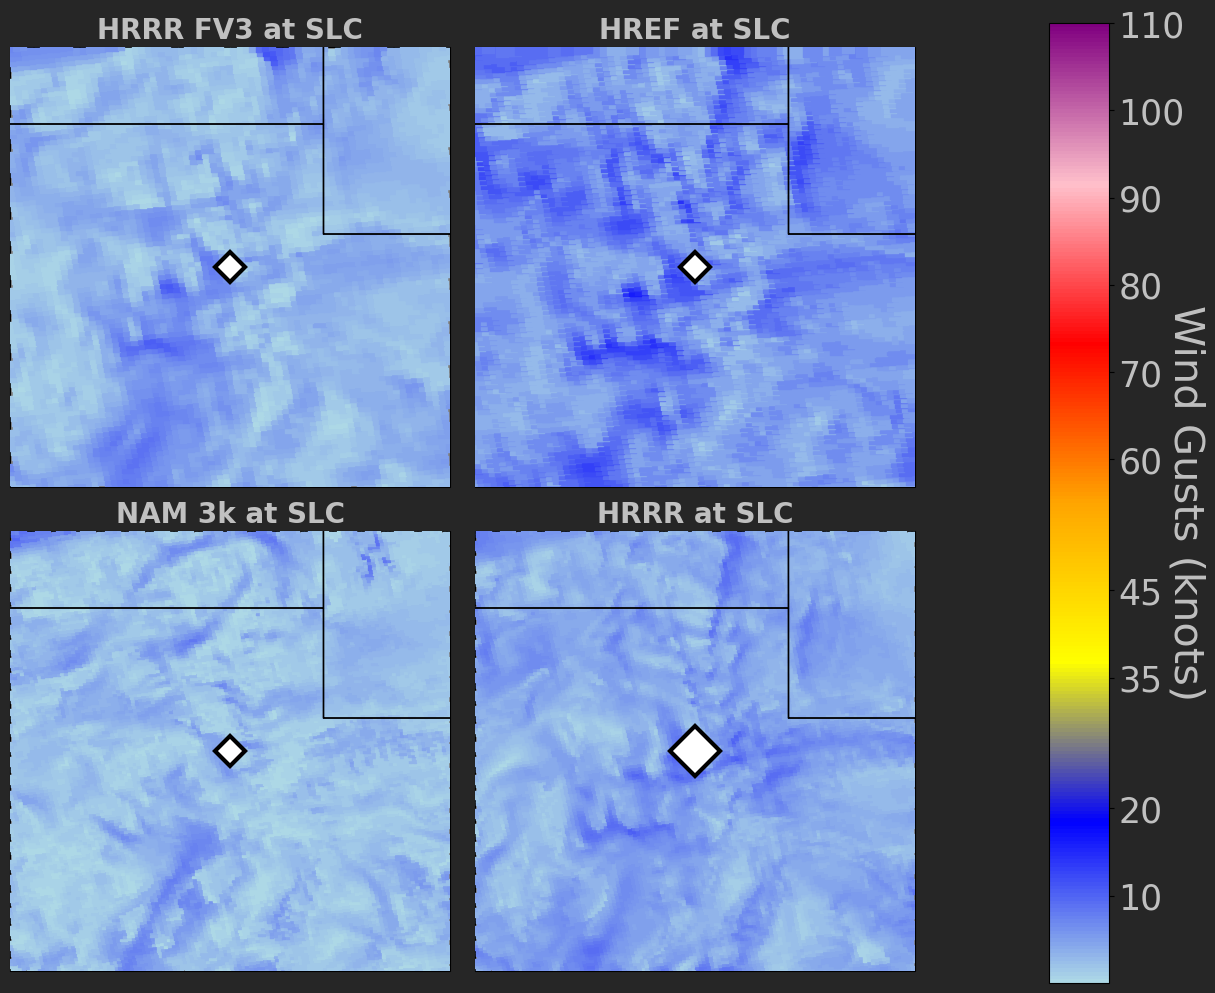 HRRR FV3 at SLC
HREF at SLC
NAM 3k at SLC
HRRR at SLC
110
100
90
80
70
60
45
35
20
10
Wind Gusts (knots)